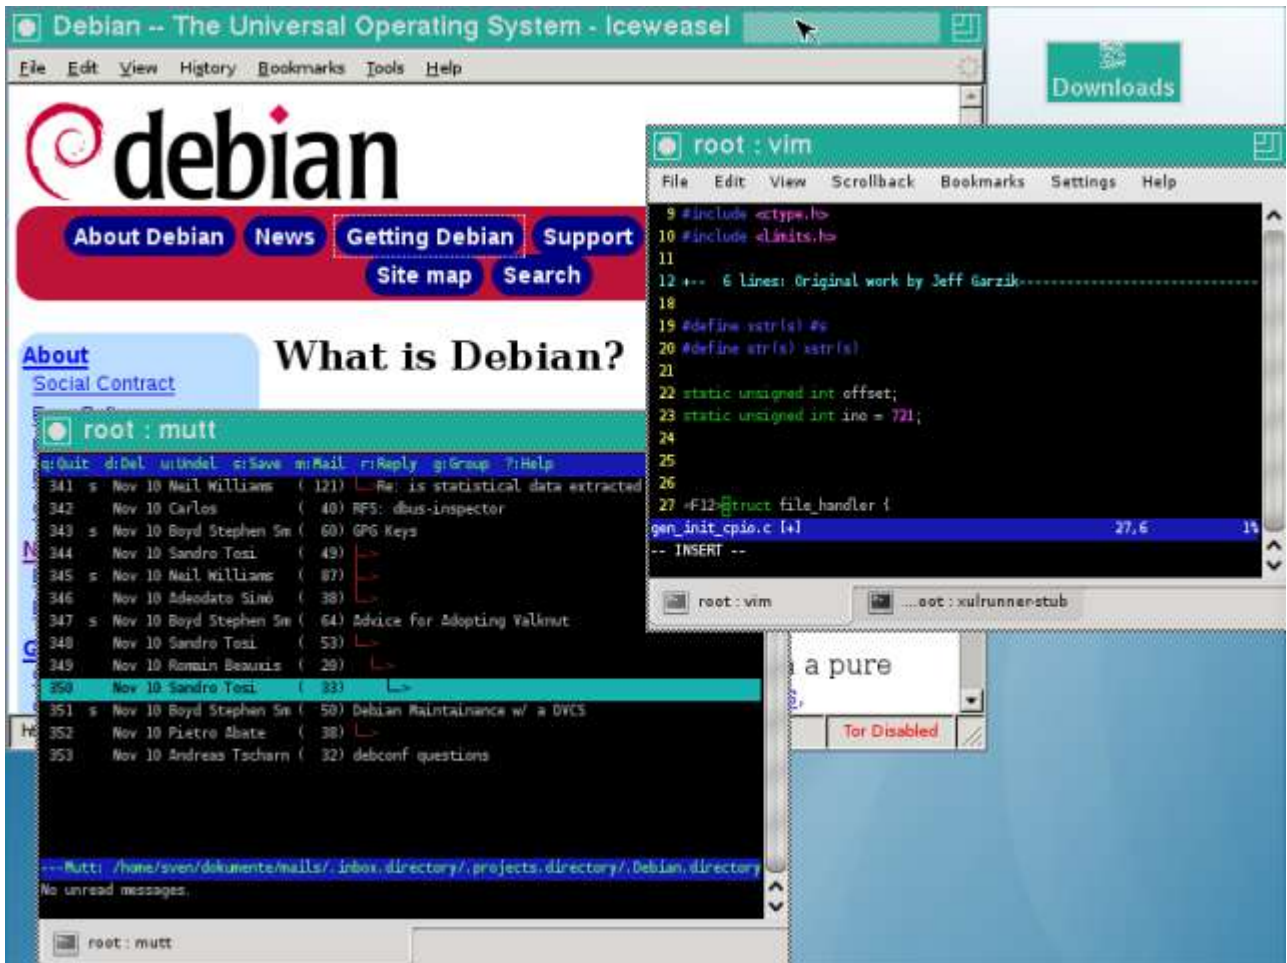 Debian -- The Universal Operating System - Iceweasel
File Edit View History Bookmarks Tools Help
Downloads
debian
About Debian News Getting Debian Support
Site map Search
About
Social Contract
What is Debian?
a pure
Tor Disabled
root : vim
File Edit View Scrollback Bookmarks Settings Help
9 #include <ctype.h>
10 #include <limits.h>
11
12 +-- 6 lines: Original work by Jeff Garzik------------------------------
18
19 #define xstr(s) #s
20 #define str(s) xstr(s)
21
22 static unsigned int offset;
23 static unsigned int ino = 721;
24
25
26
27 <F12>struct file_handler {
gen_init_cpio.c [+] 27,6 1%
-- INSERT --
root : vim ...oot : xulrunner-stub
root : mutt
q:Quit d:Del u:Undel s:Save m:Mail r:Reply g:Group ?:Help
341 s Nov 10 Neil Williams ( 121) └─Re: is statistical data extracted
342 Nov 10 Carlos ( 40) RFS: dbus-inspector
343 s Nov 10 Boyd Stephen Sm ( 60) GPG Keys
344 Nov 10 Sandro Tosi ( 49) ├─>
345 s Nov 10 Neil Williams ( 87) ├─>
346 Nov 10 Adeodato Simó ( 38) └─>
347 s Nov 10 Boyd Stephen Sm ( 64) Advice for Adopting Valknut
348 Nov 10 Sandro Tosi ( 53) └─>
349 Nov 10 Romain Beauxis ( 20) └─>
350 Nov 10 Sandro Tosi ( 33) └─>
351 s Nov 10 Boyd Stephen Sm ( 50) Debian Maintainance w/ a DVCS
352 Nov 10 Pietro Abate ( 38) └─>
353 Nov 10 Andreas Tscharn ( 32) debconf questions
---Mutt: /home/sven/dokumente/mails/.inbox.directory/.projects.directory/.Debian.directory
No unread messages.
root : mutt